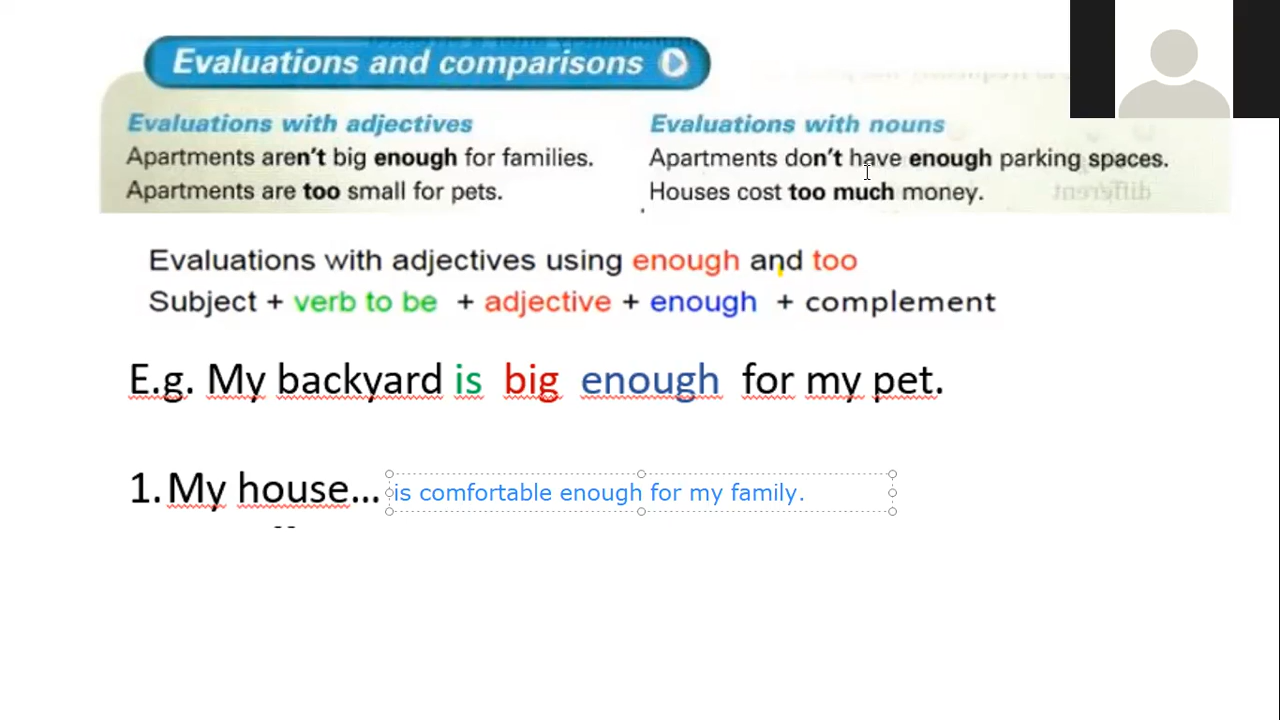 Evaluations and comparisons
Evaluations with adjectives
Apartments aren't big enough for families.
Apartments are too small for pets.
Evaluations with nouns
Apartments don't have enough parking spaces.
Houses cost too much money.
Evaluations with adjectives using enough and too
Subject + verb to be + adjective + enough + complement
E.g. My backyard is big enough for my pet.
1. My house... is comfortable enough for my family.